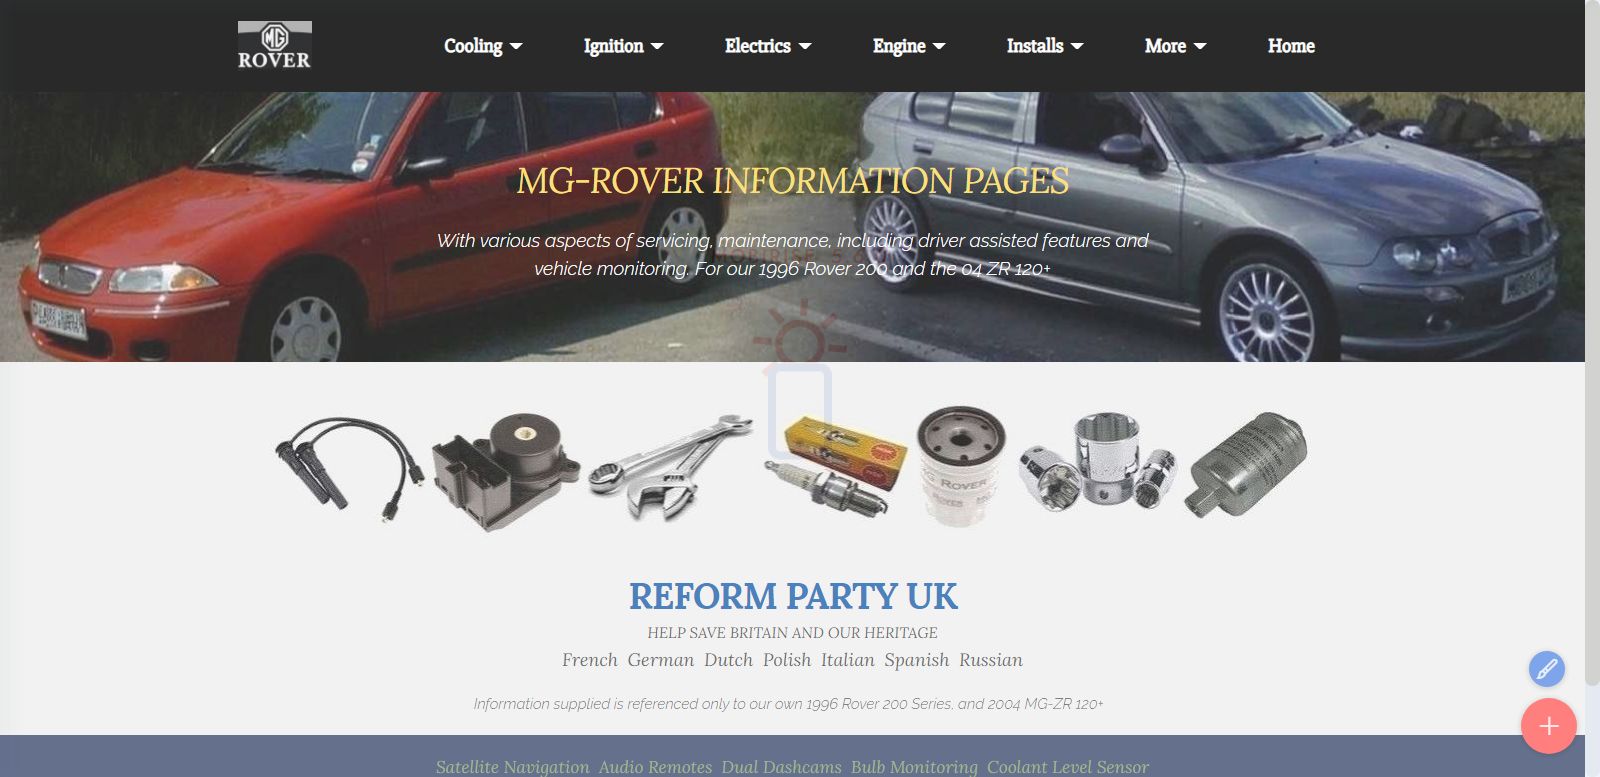 MG
ROVER
Cooling Ignition Electrics Engine Installs More Home
MG-ROVER INFORMATION PAGES
With various aspects of servicing, maintenance, including driver assisted features and
vehicle monitoring. For our 1996 Rover 200 and the 04 ZR 120+
MG ROVER
REFORM PARTY UK
HELP SAVE BRITAIN AND OUR HERITAGE
French German Dutch Polish Italian Spanish Russian
Information supplied is referenced only to our own 1996 Rover 200 Series, and 2004 MG-ZR 120+
Satellite Navigation Audio Remotes Dual Dashcams Bulb Monitoring Coolant Level Sensor